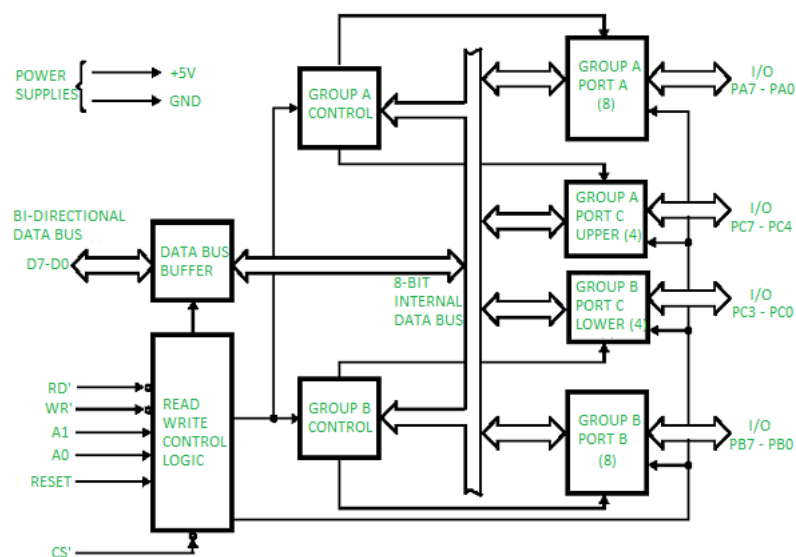 POWER
SUPPLIES
+5V
GND
GROUP A
CONTROL
GROUP A
PORT A
(8)
I/O
PA7 - PA0
GROUP A
PORT C
UPPER (4)
I/O
PC7 - PC4
BI-DIRECTIONAL
DATA BUS
D7-D0
DATA BUS
BUFFER
8-BIT
INTERNAL
DATA BUS
GROUP B
PORT C
LOWER (4)
I/O
PC3 - PC0
RD'
WR'
A1
A0
RESET
CS'
READ
WRITE
CONTROL
LOGIC
GROUP B
CONTROL
GROUP B
PORT B
(8)
I/O
PB7 - PB0